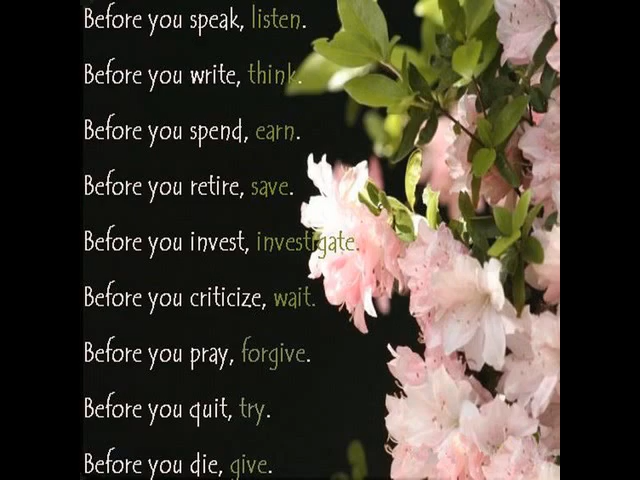 Before you speak, listen.
Before you write, think.
Before you spend, earn.
Before you retire, save.
Before you invest, investigate.
Before you criticize, wait.
Before you pray, forgive.
Before you quit, try.
Before you die, give.